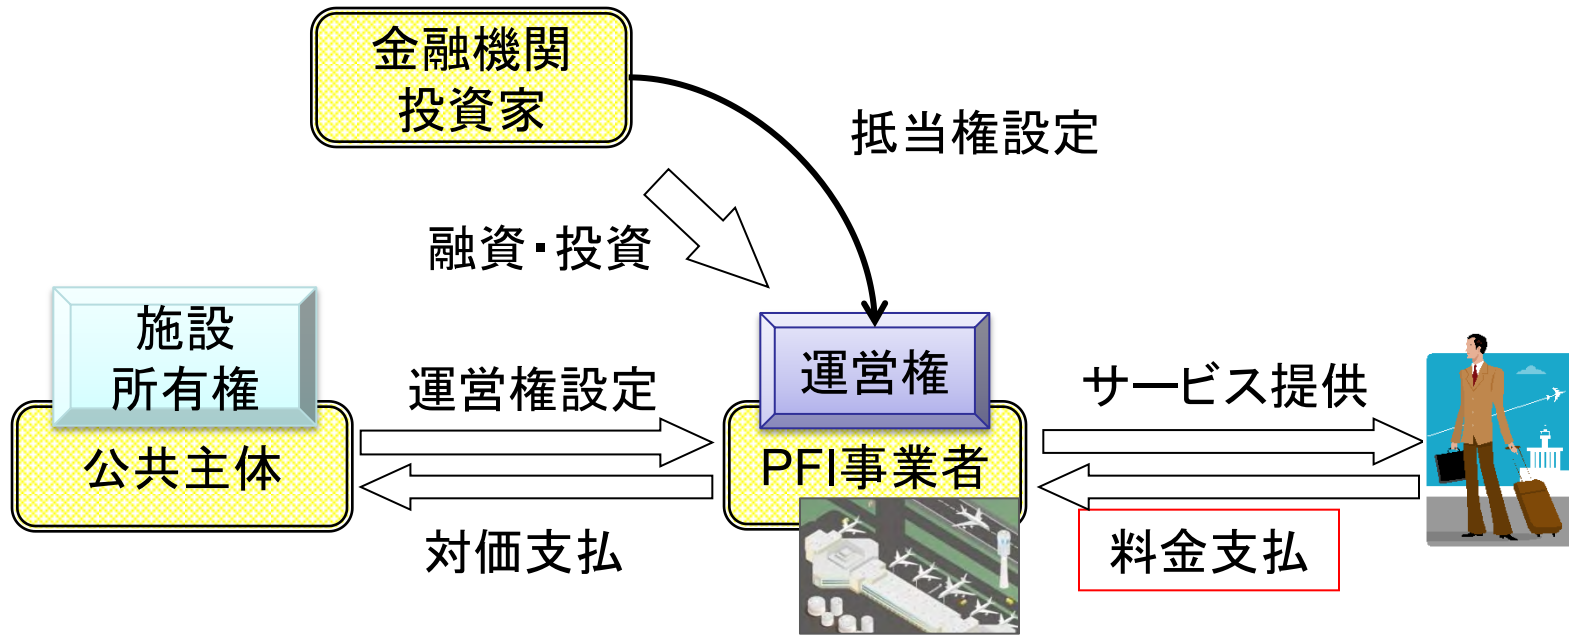 金融機関
投資家
抵当権設定
融資・投資
施設
所有権
公共主体
運営権設定
対価支払
運営権
PFI事業者
サービス提供
料金支払